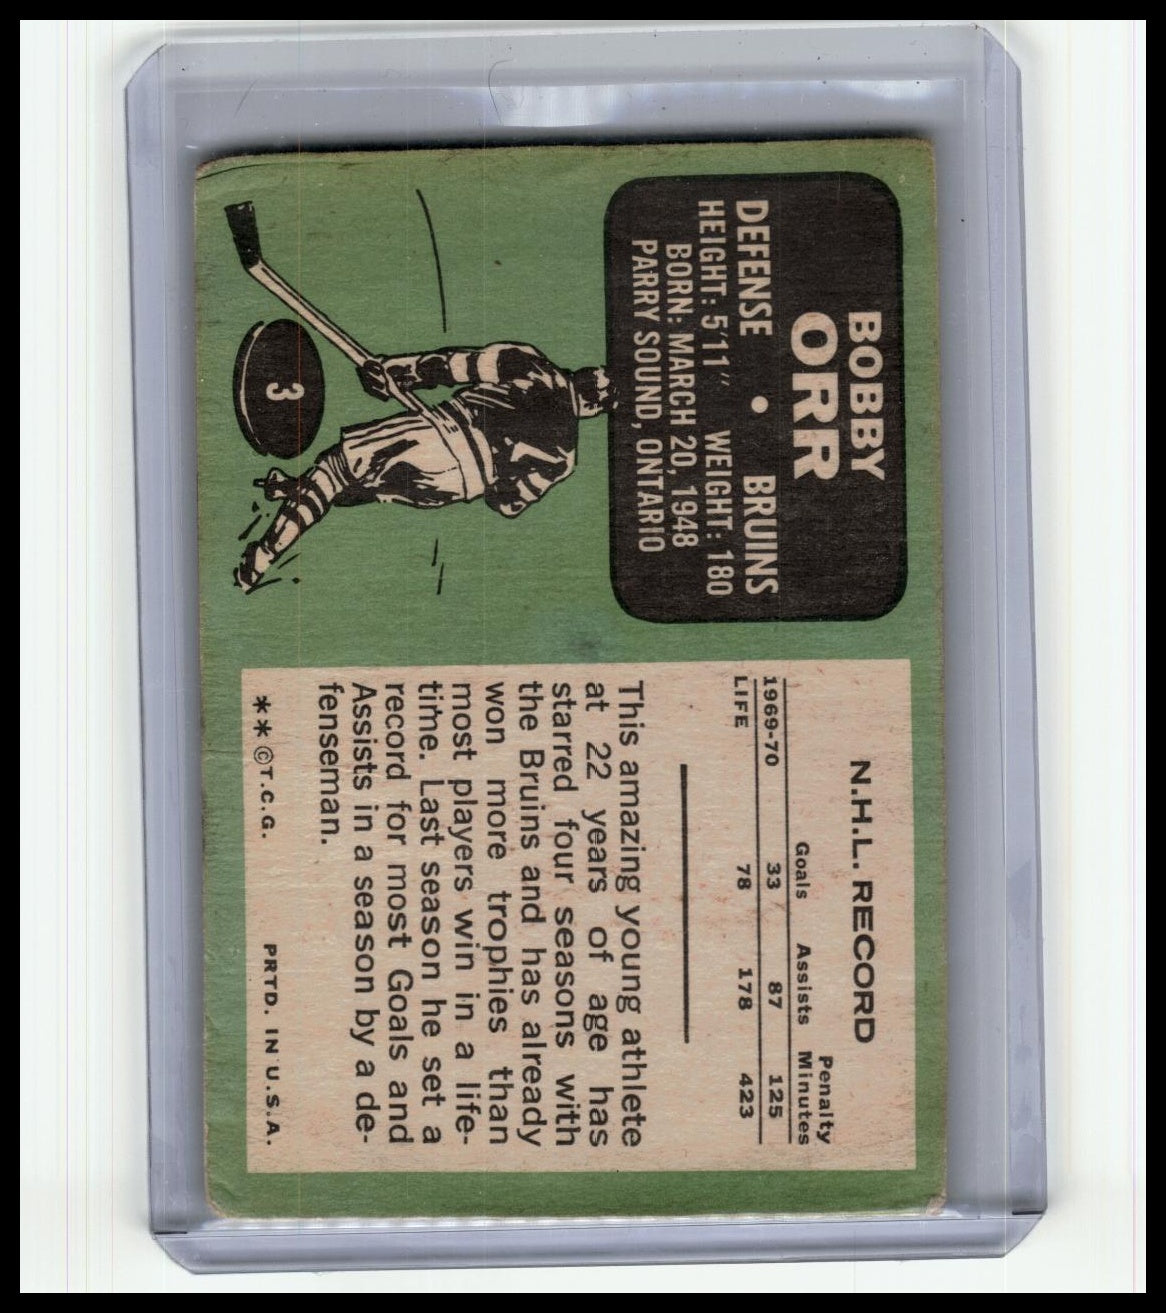 BOBBY
ORR
DEFENSE • BRUINS
HEIGHT: 5'11" WEIGHT: 180
BORN: MARCH 20, 1948
PARRY SOUND, ONTARIO
3
N.H.L. RECORD
Goals Assists Penalty Minutes
1969-70 33 87 125
LIFE 78 178 423
This amazing young athlete
at 22 years of age has
starred four seasons with
the Bruins and has already
won more trophies than
most players win in a life-
time. Last season he set a
record for most Goals and
Assists in a season by a de-
fenseman.
**©T.C.G. PRTD. IN U.S.A.